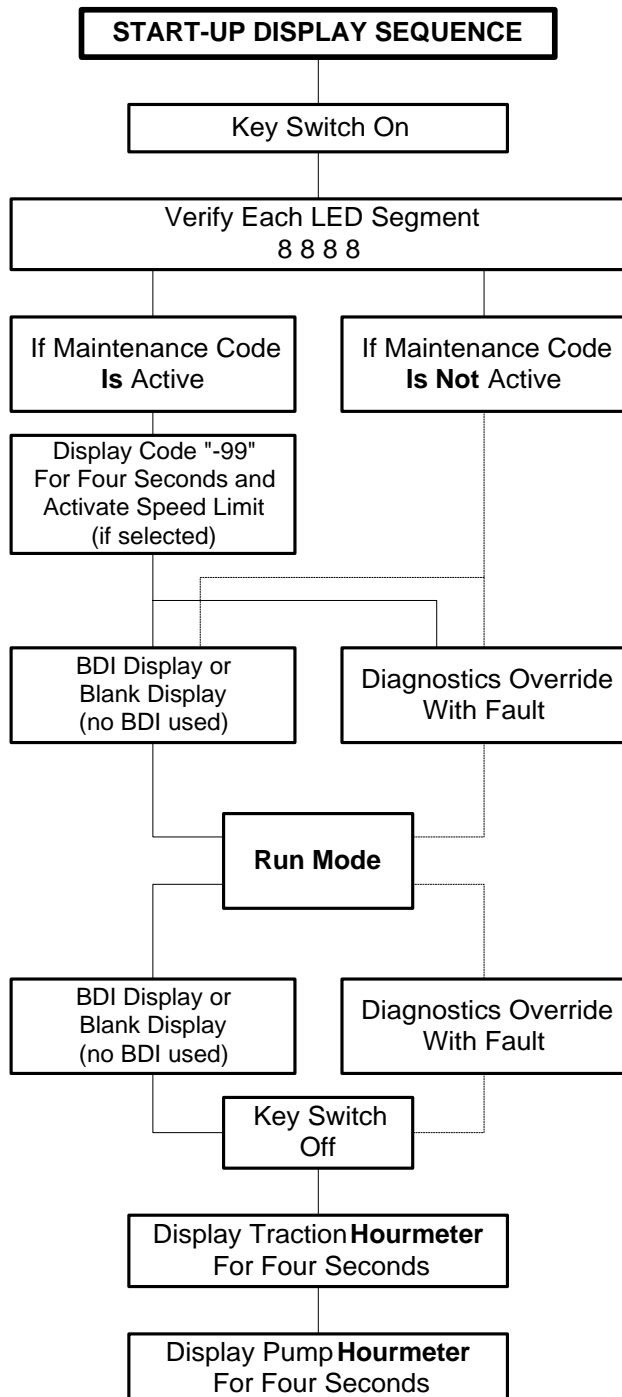 START-UP DISPLAY SEQUENCE
Key Switch On
Verify Each LED Segment
8 8 8 8
If Maintenance Code
Is Active
If Maintenance Code
Is Not Active
Display Code "-99"
For Four Seconds and
Activate Speed Limit
(if selected)
BDI Display or
Blank Display
(no BDI used)
Diagnostics Override
With Fault
Run Mode
BDI Display or
Blank Display
(no BDI used)
Diagnostics Override
With Fault
Key Switch
Off
Display Traction Hourmeter
For Four Seconds
Display Pump Hourmeter
For Four Seconds